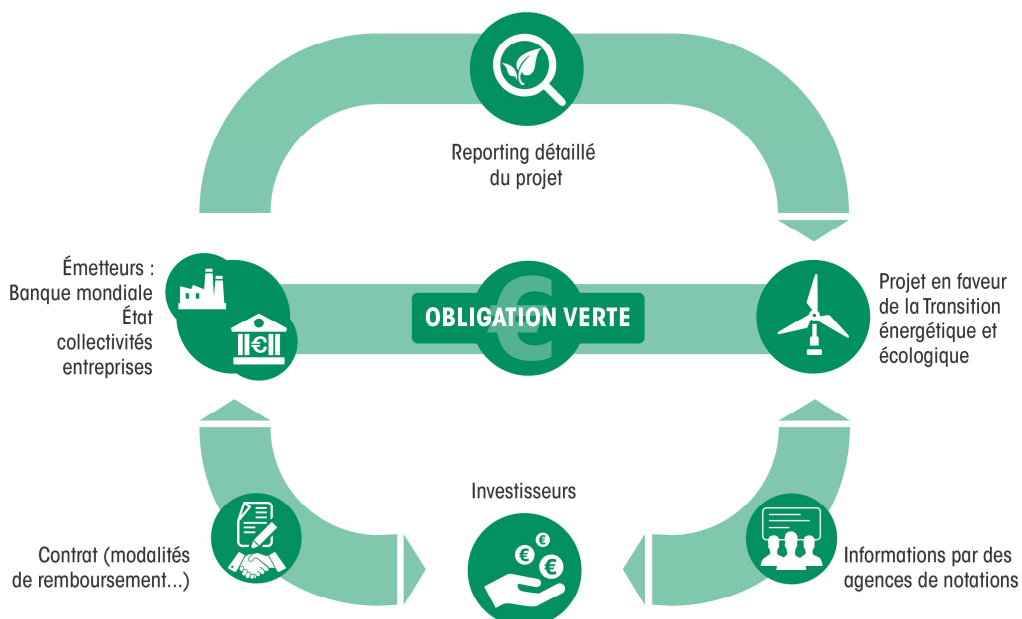 Reporting détaillé
du projet
Émetteurs :
Banque mondiale
État
collectivités
entreprises
€
OBLIGATION VERTE
Projet en faveur
de la Transition
énergétique et
écologique
Contrat (modalités
de remboursement...)
Investisseurs
€
€
€
Informations par des
agences de notations